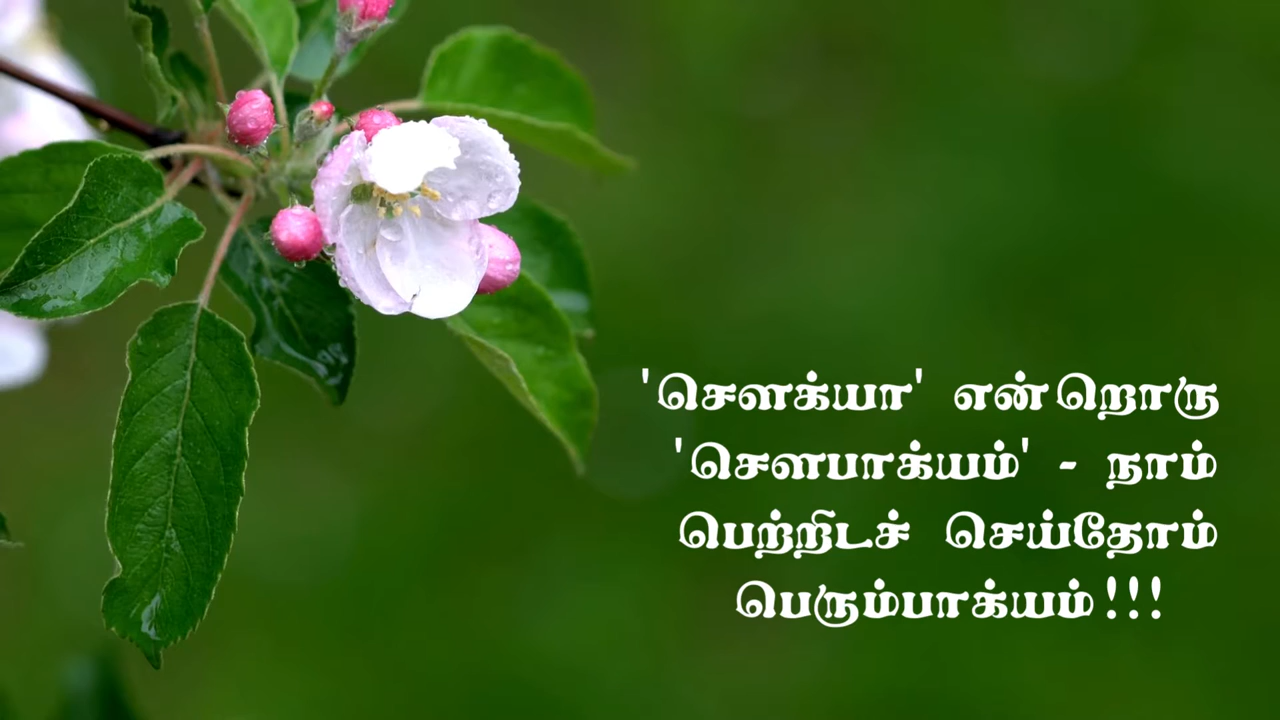 'சௌக்யா' என்றொரு
'சௌபாக்யம்' - நாம்
பெற்றிடச் செய்தோம்
பெரும்பாக்யம்!!!